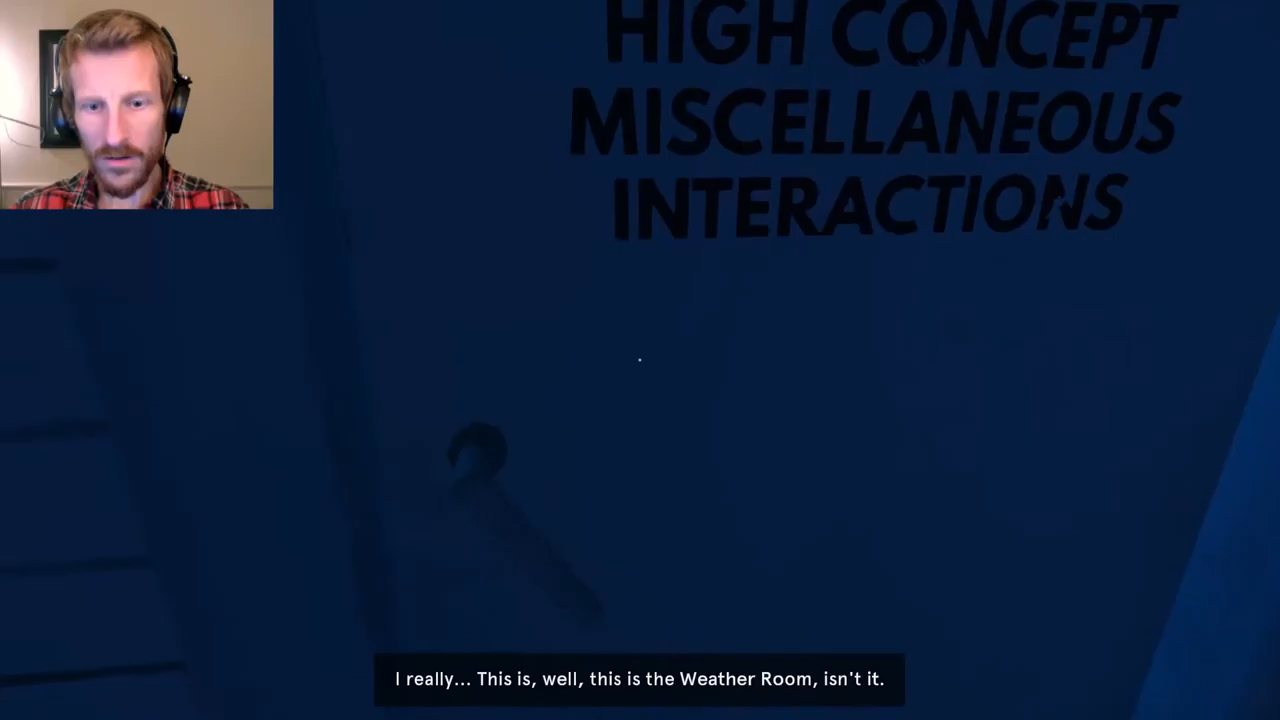 HIGH CONCEPT
MISCELLANEOUS
INTERACTIONS
I really... This is, well, this is the Weather Room, isn't it.